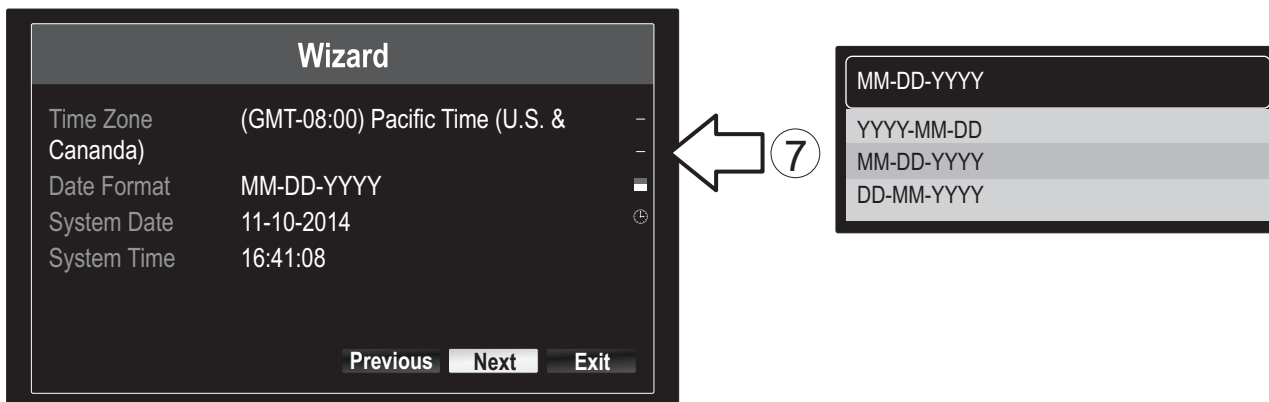 Wizard
Time Zone (GMT-08:00) Pacific Time (U.S. &
Cananda)
Date Format MM-DD-YYYY
System Date 11-10-2014
System Time 16:41:08
Previous Next Exit
7
MM-DD-YYYY
YYYY-MM-DD
MM-DD-YYYY
DD-MM-YYYY